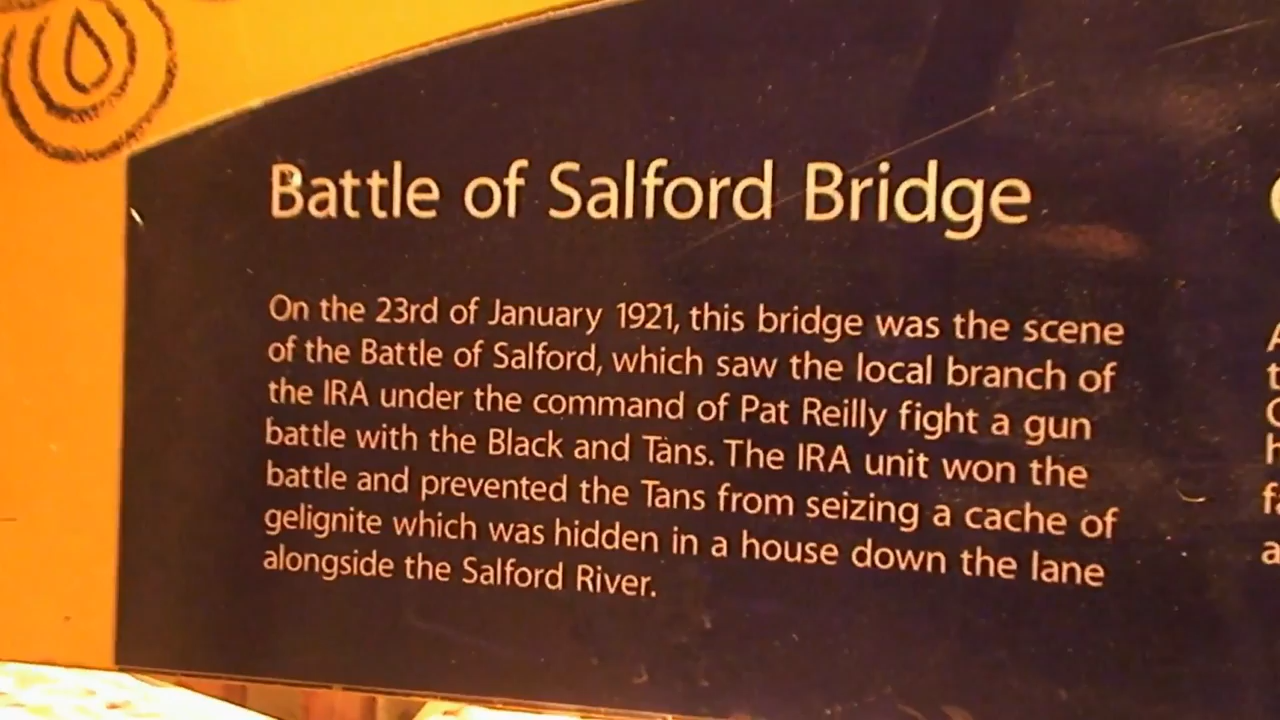 Battle of Salford Bridge
On the 23rd of January 1921, this bridge was the scene
of the Battle of Salford, which saw the local branch of
the IRA under the command of Pat Reilly fight a gun
battle with the Black and Tans. The IRA unit won the
battle and prevented the Tans from seizing a cache of
gelignite which was hidden in a house down the lane
alongside the Salford River.